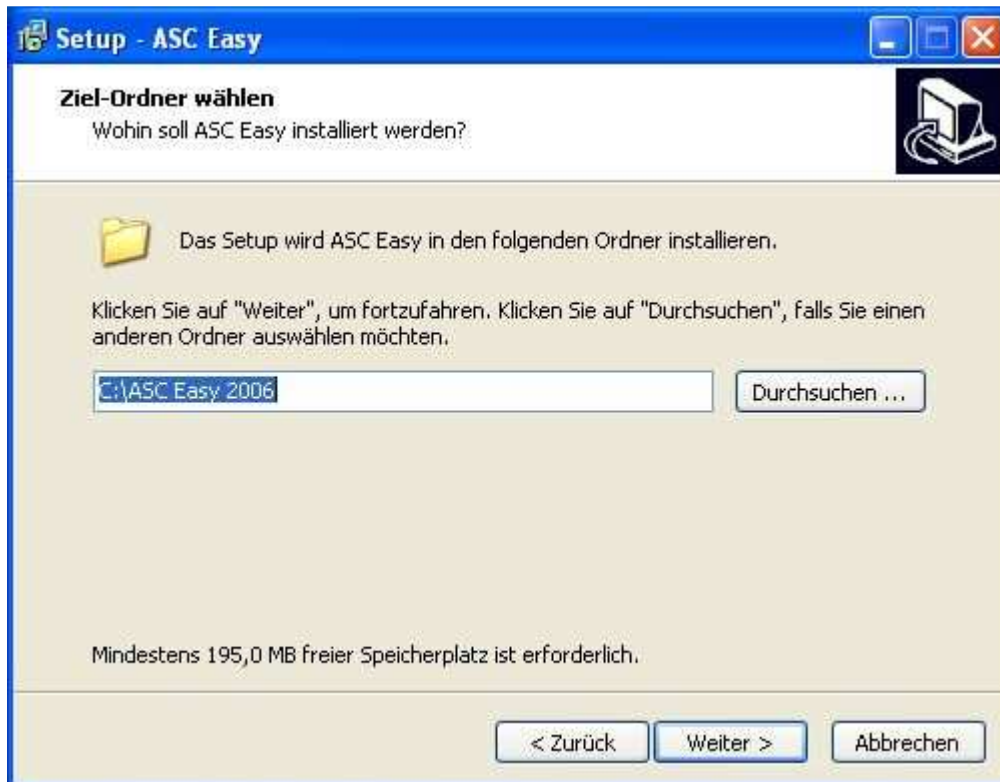 Setup - ASC Easy
Ziel-Ordner wählen
Wohin soll ASC Easy installiert werden?
Das Setup wird ASC Easy in den folgenden Ordner installieren.
Klicken Sie auf "Weiter", um fortzufahren. Klicken Sie auf "Durchsuchen", falls Sie einen
anderen Ordner auswählen möchten.
C:\ASC Easy 2006
Durchsuchen ...
Mindestens 195,0 MB freier Speicherplatz ist erforderlich.
< Zurück
Weiter >
Abbrechen